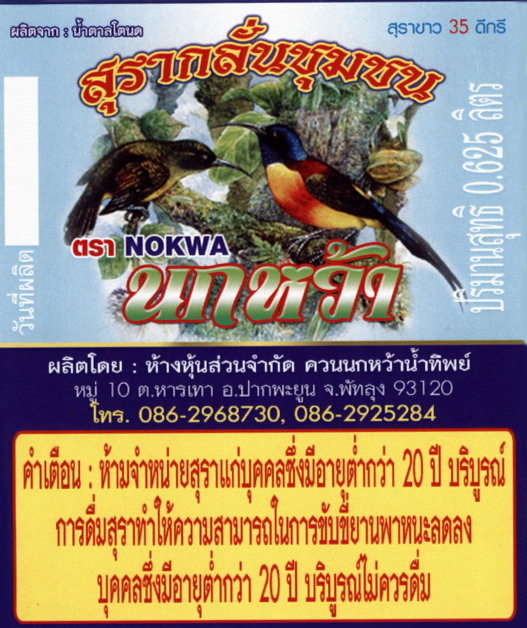 ผลิตจาก : น้ำตาลโตนด
สุราขาว 35 ดีกรี
สุรากลั่นชุมชน
ปริมาณสุทธิ 0.625 ลิตร
วันที่ผลิต
ตรา NOKWA
นกหว้า
ผลิตโดย : ห้างหุ้นส่วนจำกัด ควนนกหว้าน้ำทิพย์
หมู่ 10 ต.หารเทา อ.ปากพะยูน จ.พัทลุง 93120
โทร. 086-2968730, 086-2925284
คำเตือน : ห้ามจำหน่ายสุราแก่บุคคลซึ่งมีอายุต่ำกว่า 20 ปี บริบูรณ์
การดื่มสุราทำให้ความสามารถในการขับขี่ยานพาหนะลดลง
บุคคลซึ่งมีอายุต่ำกว่า 20 ปี บริบูรณ์ไม่ควรดื่ม